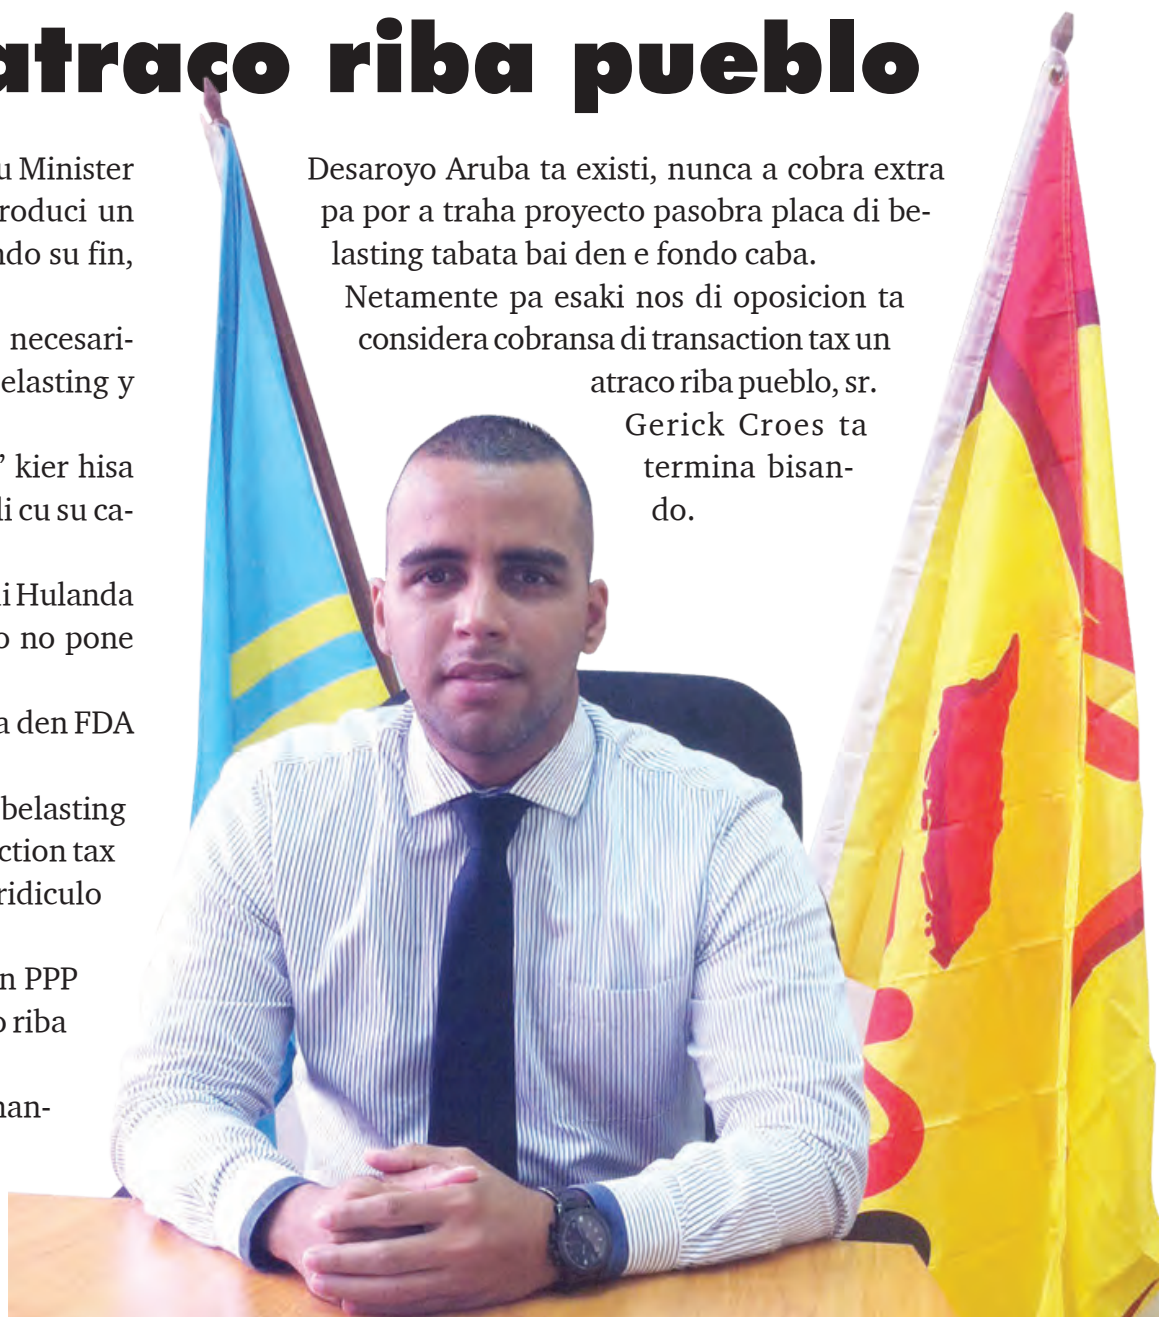 atraco riba pueblo
u Minister
roduci un
ndo su fin,
necesari-
elasting y
” kier hisa
li cu su ca-
li Hulanda
o no pone
a den FDA
belasting
ction tax
ridiculo
n PPP
o riba
nan-
Desaroyo Aruba ta existi, nunca a cobra extra
pa por a traha proyecto pasobra placa di be-
lasting tabata bai den e fondo caba.
Netamente pa esaki nos di oposicion ta
considera cobransa di transaction tax un
atraco riba pueblo, sr.
Gerick Croes ta
termina bisan-
do.